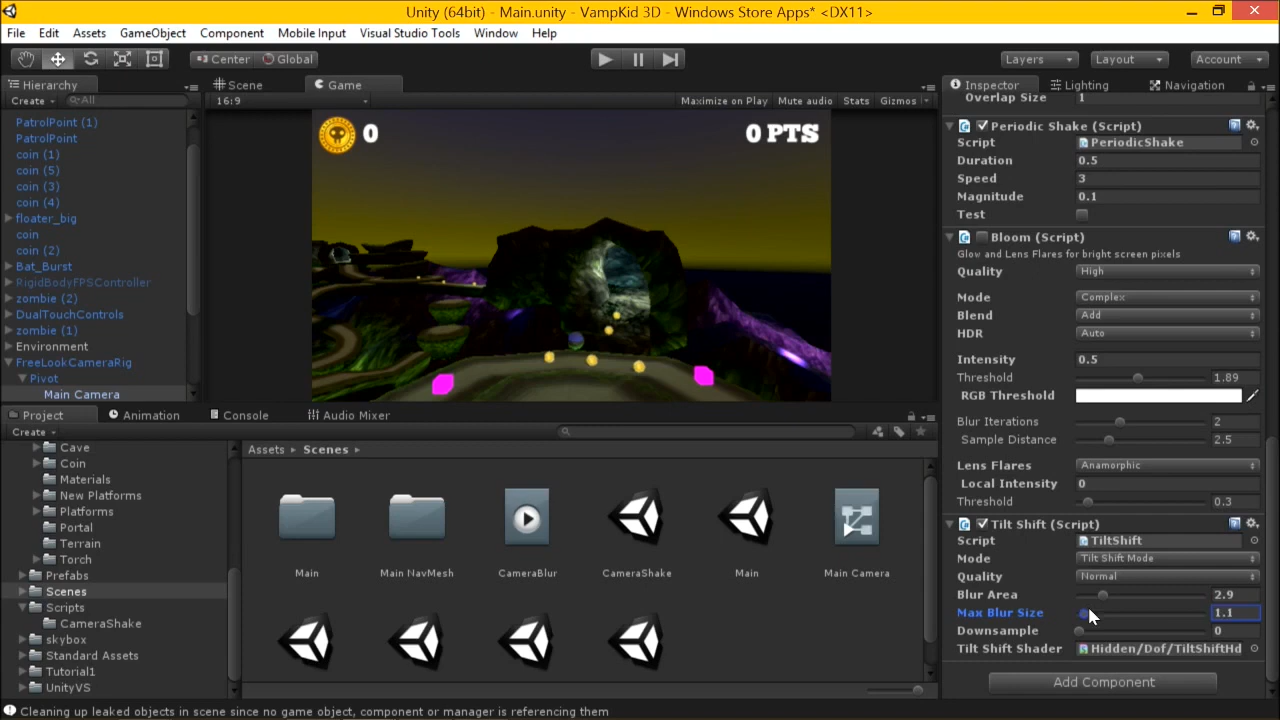 Unity (64bit) - Main.unity - VampKid 3D - Windows Store Apps* <DX11>
File Edit Assets GameObject Component Mobile Input Visual Studio Tools Window Help
Center Global Layers Layout Account
Hierarchy
Create All
PatrolPoint (1)
PatrolPoint
coin (1)
coin (5)
coin (3)
coin (4)
floater_big
coin
coin (2)
Bat_Burst
RigidBodyFPSController
zombie (2)
DualTouchControls
zombie (1)
Environment
FreeLookCameraRig
Pivot
Main Camera
Scene Game
16:9 Maximize on Play Mute audio Stats Gizmos
0 0 PTS
Inspector Lighting Navigation
Overlap Size 1
Periodic Shake (Script)
Script PeriodicShake
Duration 0.5
Speed 3
Magnitude 0.1
Test
Bloom (Script)
Glow and Lens Flares for bright screen pixels
Quality High
Mode Complex
Blend Add
HDR Auto
Intensity 0.5
Threshold 1.89
RGB Threshold
Blur Iterations 2
Sample Distance 2.5
Lens Flares Anamorphic
Local Intensity 0
Threshold 0.3
Tilt Shift (Script)
Script TiltShift
Mode Tilt Shift Mode
Quality Normal
Blur Area 2.9
Max Blur Size 1.1
Downsample 0
Tilt Shift Shader Hidden/Dof/TiltShiftHd
Add Component
Project Animation Console Audio Mixer
Create
Cave
Coin
Materials
New Platforms
Platforms
Portal
Terrain
Torch
Prefabs
Scenes
Scripts
CameraShake
skybox
Standard Assets
Tutorial1
UnityVS
Assets Scenes
Main Main NavMesh CameraBlur CameraShake Main Main Camera
Cleaning up leaked objects in scene since no game object, component or manager is referencing them